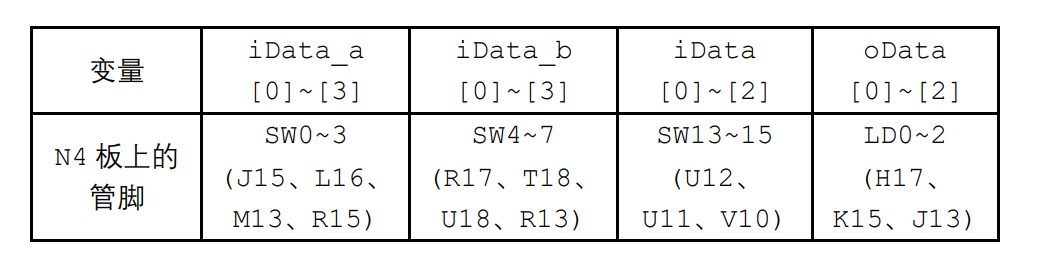 变量
iData_a
[0]~[3]
iData_b
[0]~[3]
iData
[0]~[2]
oData
[0]~[2]
N4 板上的
管脚
SW0~3
(J15、L16、
M13、R15)
SW4~7
(R17、T18、
U18、R13)
SW13~15
(U12、
U11、V10)
LD0~2
(H17、
K15、J13)